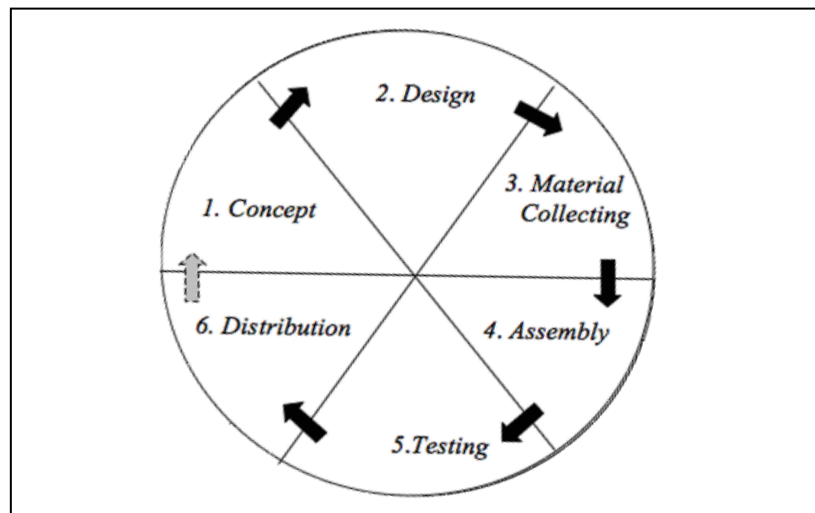 1. Concept
2. Design
3. Material
Collecting
4. Assembly
5.Testing
6. Distribution